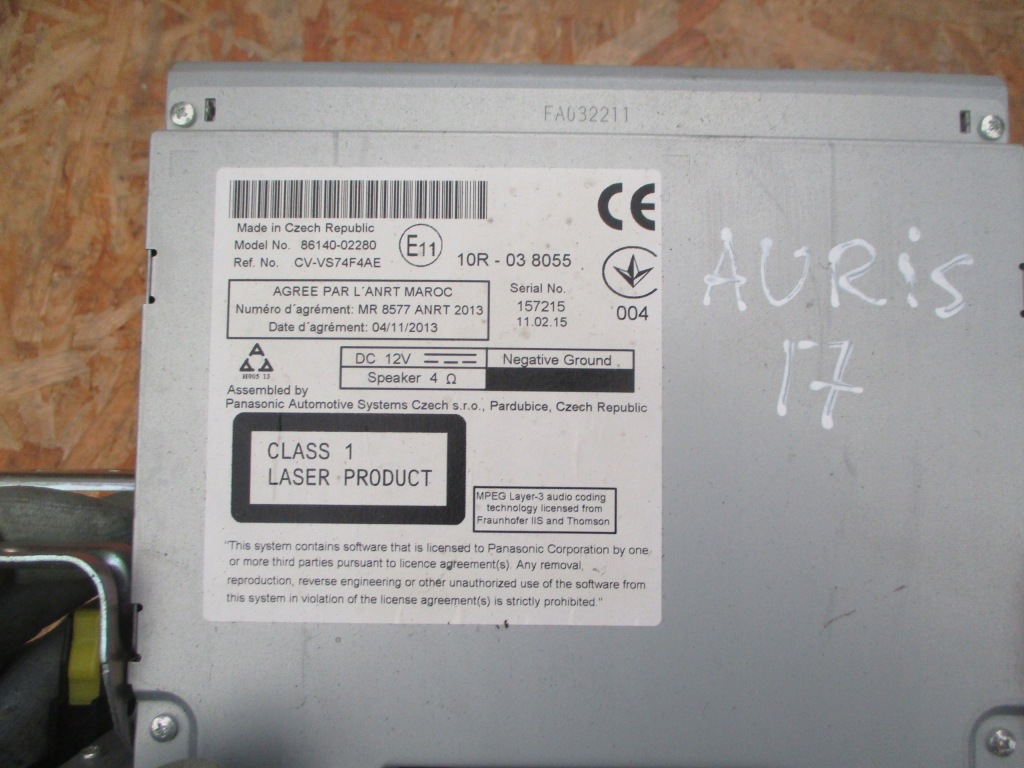 FA032211
CE
Made in Czech Republic
Model No. 86140-02280
Ref. No. CV-VS74F4AE
E11
10R - 03 8055
AGREE PAR L´ANRT MAROC
Numéro d´agrément: MR 8577 ANRT 2013
Date d´agrément: 04/11/2013
Serial No.
157215
11.02.15
004
DC 12V
Negative Ground
Speaker 4 Ω
Assembled by
Panasonic Automotive Systems Czech s.r.o., Pardubice, Czech Republic
CLASS 1
LASER PRODUCT
MPEG Layer-3 audio coding
technology licensed from
Fraunhofer IIS and Thomson
"This system contains software that is licensed to Panasonic Corporation by one
or more third parties pursuant to licence agreement(s). Any removal,
reproduction, reverse engineering or other unauthorized use of the software from
this system in violation of the license agreement(s) is strictly prohibited."
AURiS
17